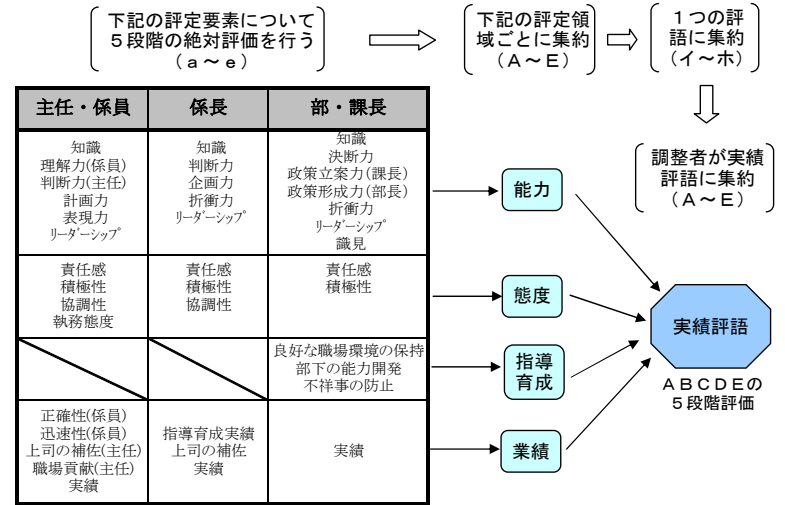 下記の評定要素について
５段階の絶対評価を行う
（ａ～ｅ）
下記の評定領
域ごとに集約
（Ａ～Ｅ）
１つの評
語に集約
（イ～ホ）
調整者が実績
評語に集約
（Ａ～Ｅ）
主任・係員
係長
部・課長
知識
理解力(係員)
判断力(主任)
計画力
表現力
ﾘｰﾀﾞｰｼｯﾌﾟ
知識
判断力
企画力
折衝力
ﾘｰﾀﾞｰｼｯﾌﾟ
知識
決断力
政策立案力(課長)
政策形成力(部長)
折衝力
ﾘｰﾀﾞｰｼｯﾌﾟ
識見
能力
責任感
積極性
協調性
執務態度
責任感
積極性
協調性
責任感
積極性
態度
良好な職場環境の保持
部下の能力開発
不祥事の防止
指導
育成
正確性(係員)
迅速性(係員)
上司の補佐(主任)
職場貢献(主任)
実績
指導育成実績
上司の補佐
実績
実績
業績
実績評語
ＡＢＣＤＥの
５段階評価